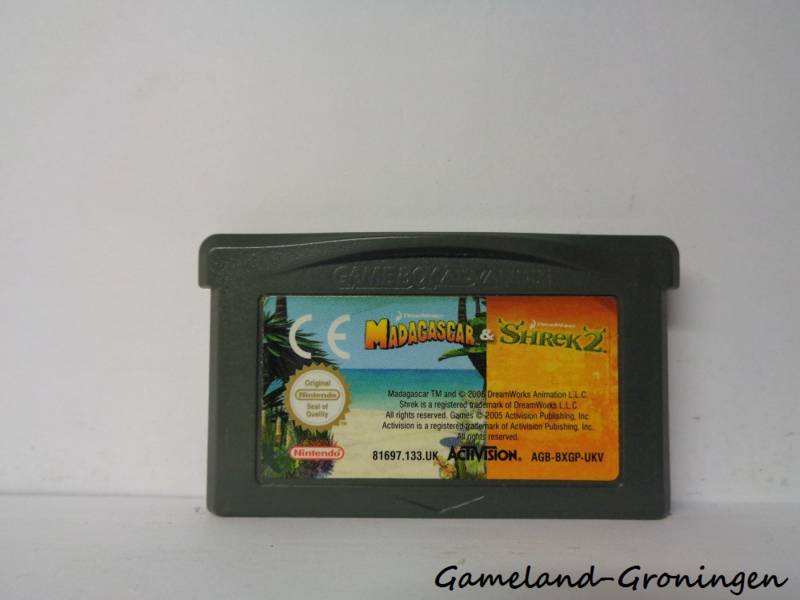 GAME BOY ADVANCE
CE
DreamWorks
MADAGASCAR & SHREK 2
DreamWorks
Original
Nintendo
Seal of
Quality
TM
Madagascar TM and © 2006 DreamWorks Animation L.L.C.
Shrek is a registered trademark of DreamWorks L.L.C.
All rights reserved. Games © 2005 Activision Publishing, Inc.
Activision is a registered trademark of Activision Publishing, Inc.
All rights reserved.
Nintendo 81697.133.UK ACTIVISION. AGB-BXGP-UKV
Gameland-Groningen